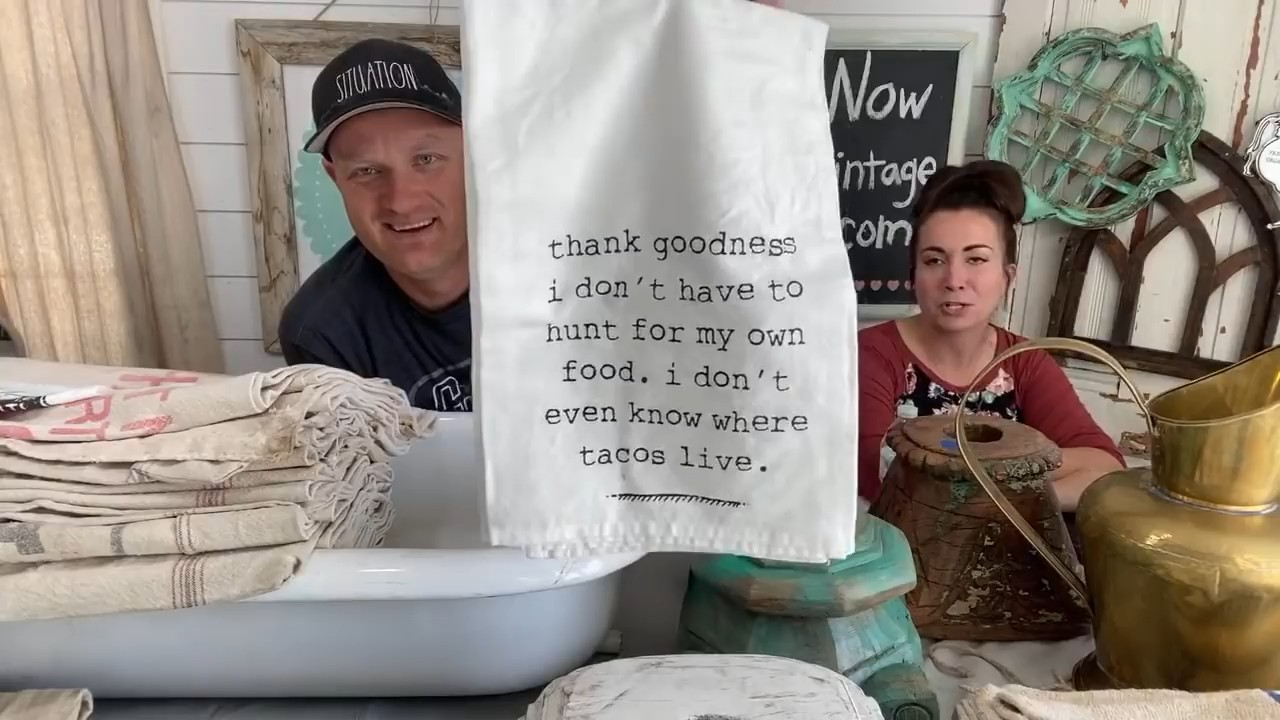 SITUATION
thank goodness
i don't have to
hunt for my own
food. i don't
even know where
tacos live.
Now
intage
com